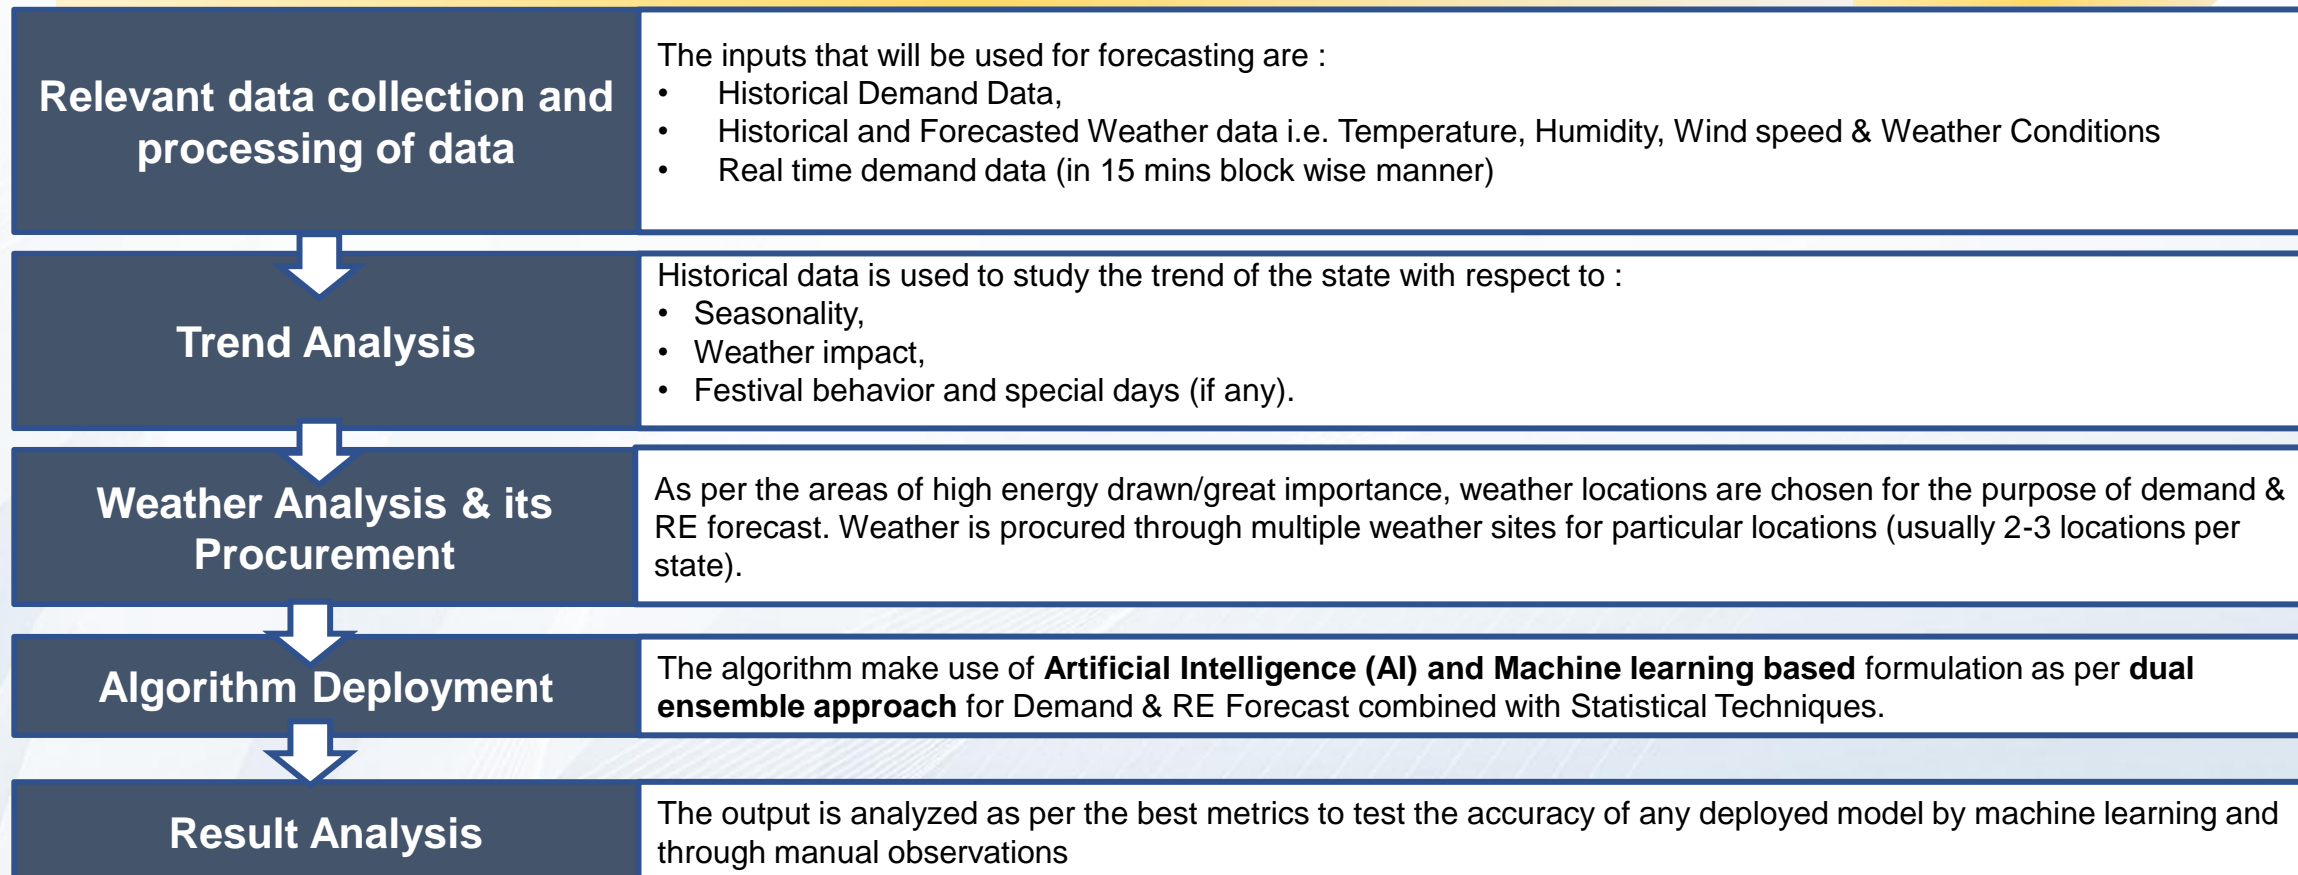 Relevant data collection and
processing of data
The inputs that will be used for forecasting are :
• Historical Demand Data,
• Historical and Forecasted Weather data i.e. Temperature, Humidity, Wind speed & Weather Conditions
• Real time demand data (in 15 mins block wise manner)
Trend Analysis
Historical data is used to study the trend of the state with respect to :
• Seasonality,
• Weather impact,
• Festival behavior and special days (if any).
Weather Analysis & its
Procurement
As per the areas of high energy drawn/great importance, weather locations are chosen for the purpose of demand &
RE forecast. Weather is procured through multiple weather sites for particular locations (usually 2-3 locations per
state).
Algorithm Deployment
The algorithm make use of Artificial Intelligence (AI) and Machine learning based formulation as per dual
ensemble approach for Demand & RE Forecast combined with Statistical Techniques.
Result Analysis
The output is analyzed as per the best metrics to test the accuracy of any deployed model by machine learning and
through manual observations